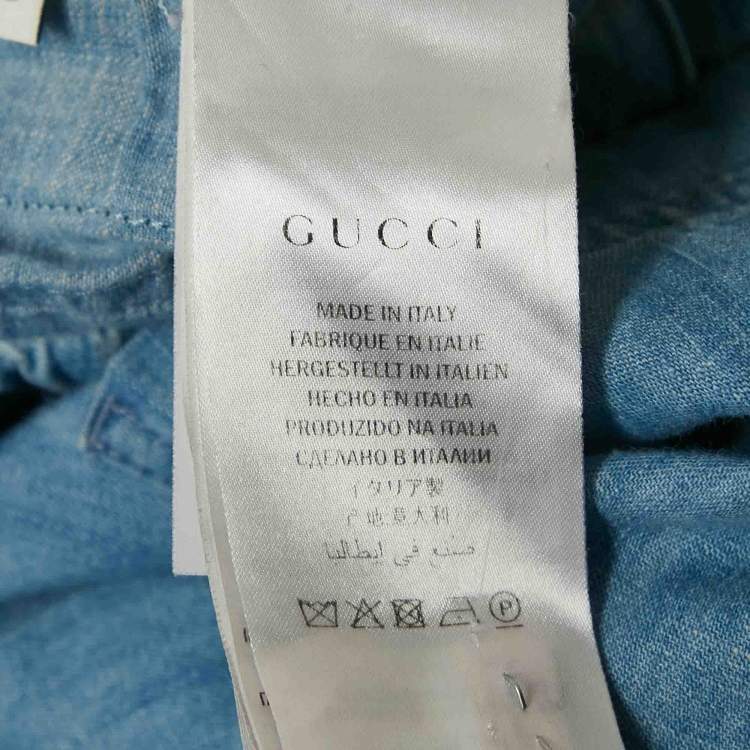 GUCCI
MADE IN ITALY
FABRIQUE EN ITALIE
HERGESTELLT IN ITALIEN
HECHO EN ITALIA
PRODUZIDO NA ITALIA
СДЕЛАНО В ИТАЛИИ
イタリア製
产地意大利
صنع في ايطاليا
P